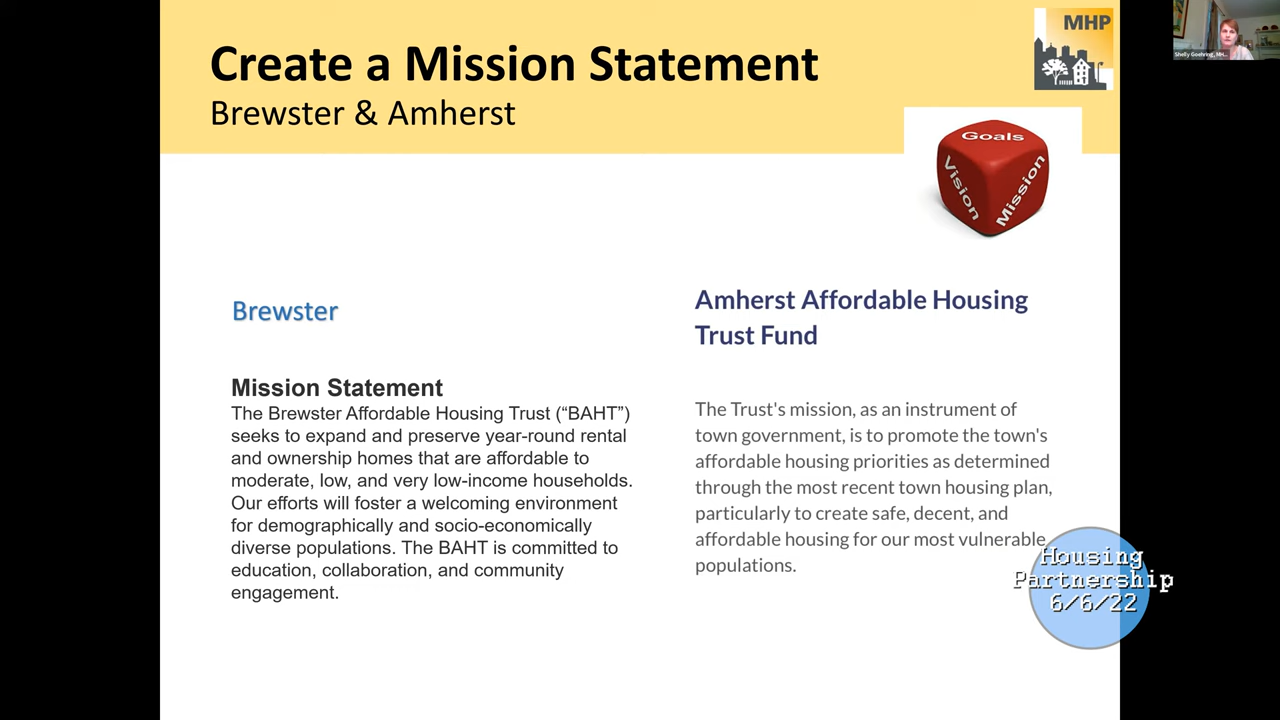 Create a Mission Statement
Brewster & Amherst
MHP
Shelly Goehring, MH...
Goals
Vision
Mission
Brewster
Mission Statement
The Brewster Affordable Housing Trust (“BAHT”)
seeks to expand and preserve year-round rental
and ownership homes that are affordable to
moderate, low, and very low-income households.
Our efforts will foster a welcoming environment
for demographically and socio-economically
diverse populations. The BAHT is committed to
education, collaboration, and community
engagement.
Amherst Affordable Housing
Trust Fund
The Trust's mission, as an instrument of
town government, is to promote the town's
affordable housing priorities as determined
through the most recent town housing plan,
particularly to create safe, decent, and
affordable housing for our most vulnerable
populations.
Housing
Partnership
6/6/22